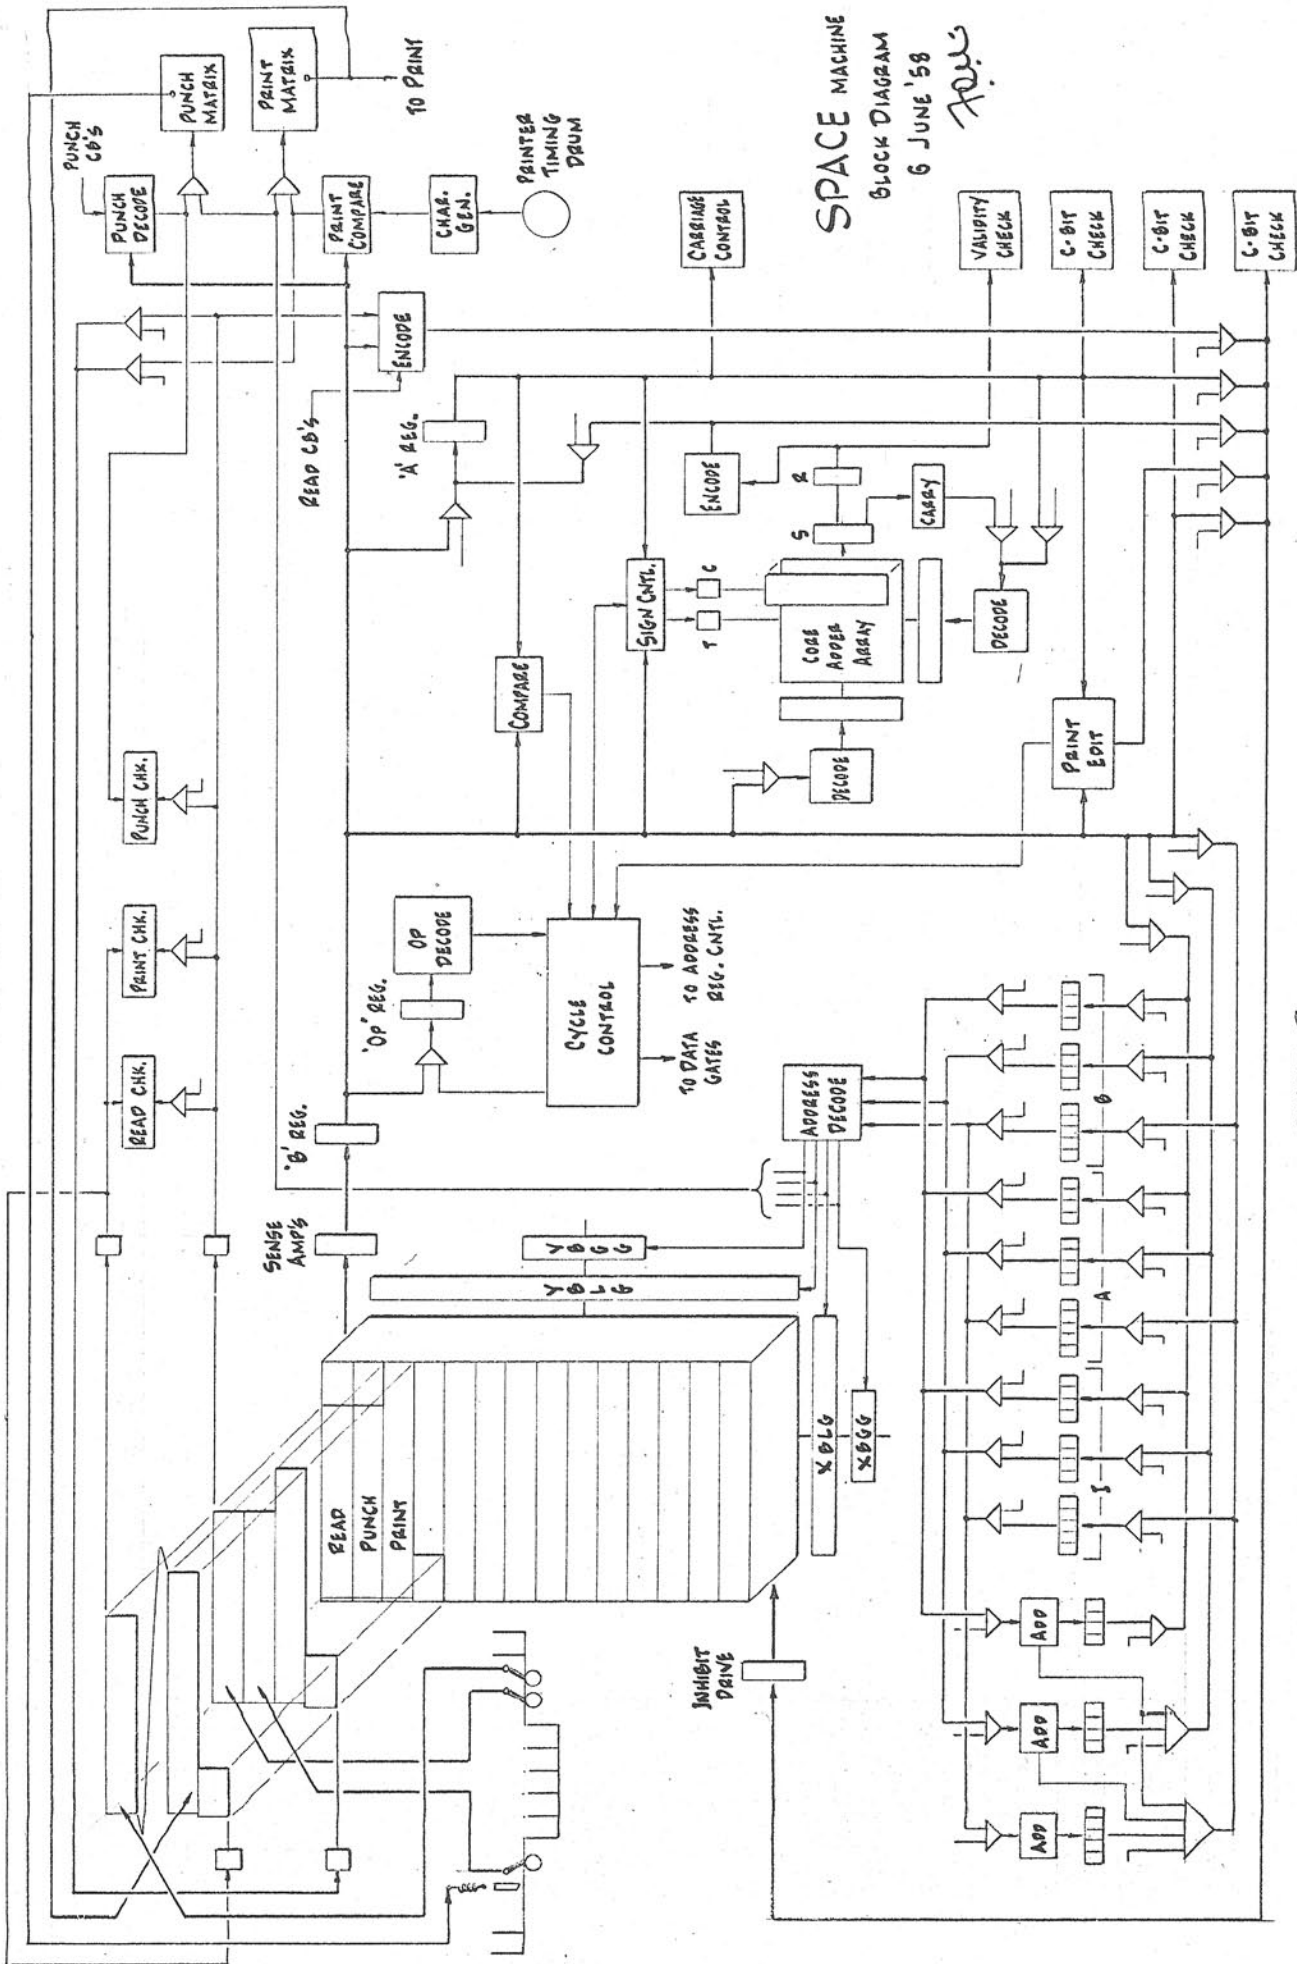 SPACE MACHINE
BLOCK DIAGRAM
6 JUNE '58
PUNCH
CB'S
PUNCH
DECODE
PUNCH
MATRIX
PRINT
MATRIX
TO PRINT
PRINT
COMPARE
CHAR.
GEN.
PRINTER
TIMING
DRUM
READ CHK.
PRINT CHK.
PUNCH CHK.
READ CB'S
ENCODE
'A' REG.
CARRIAGE
CONTROL
VALIDITY
CHECK
C-BIT
CHECK
C-BIT
CHECK
C-BIT
CHECK
SENSE
AMP'S
'B' REG.
'OP' REG.
OP
DECODE
CYCLE
CONTROL
TO DATA
GATES
TO ADDRESS
REG. CNTL.
COMPARE
SIGN CNTL.
T
C
CORE
ADDER
ARRAY
S
R
ENCODE
CARRY
DECODE
DECODE
PRINT
EDIT
READ
PUNCH
PRINT
YBLG
YBGG
XBLG
XBGG
ADDRESS
DECODE
INHIBIT
DRIVE
ADD
ADD
ADD
I
A
B